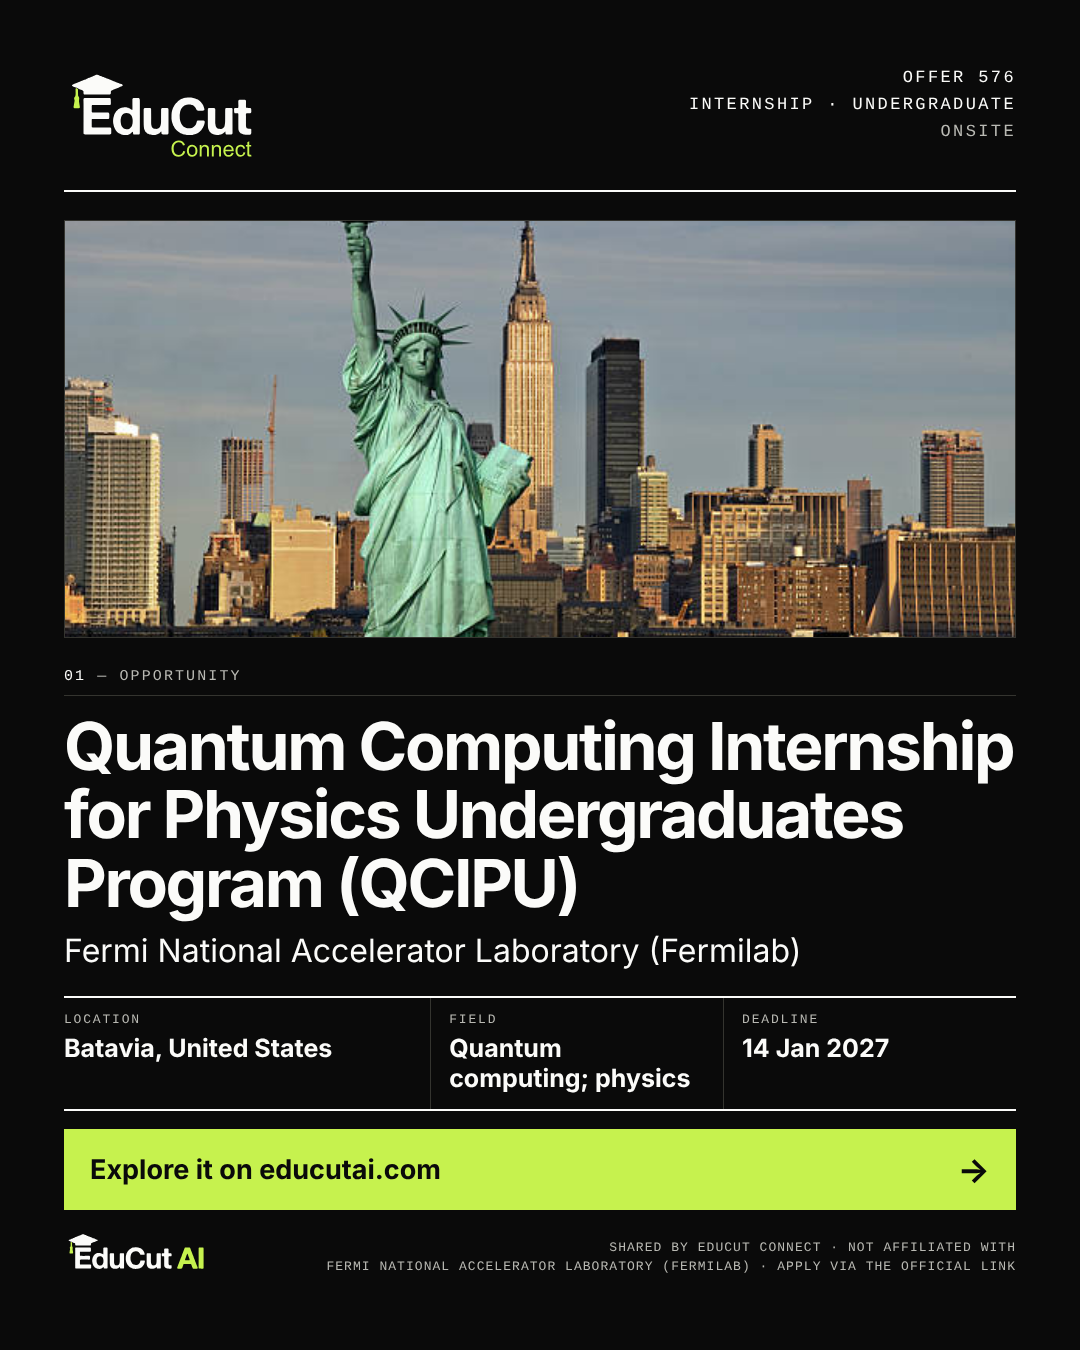 EduCut
Connect
OFFER 576
INTERNSHIP · UNDERGRADUATE
ONSITE
01 — OPPORTUNITY
Quantum Computing Internship
for Physics Undergraduates
Program (QCIPU)
Fermi National Accelerator Laboratory (Fermilab)
LOCATION
Batavia, United States
FIELD
Quantum
computing; physics
DEADLINE
14 Jan 2027
Explore it on educutai.com →
EduCut AI
SHARED BY EDUCUT CONNECT · NOT AFFILIATED WITH
FERMI NATIONAL ACCELERATOR LABORATORY (FERMILAB) · APPLY VIA THE OFFICIAL LINK